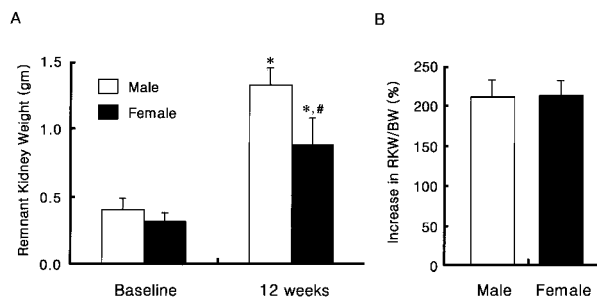 A
B
Remnant Kidney Weight (gm)
1.5
1.0
0.5
0.0
Male
Female
*
*,#
Baseline
12 weeks
Increase in RKW/BW (%)
250
200
150
100
50
0
Male
Female